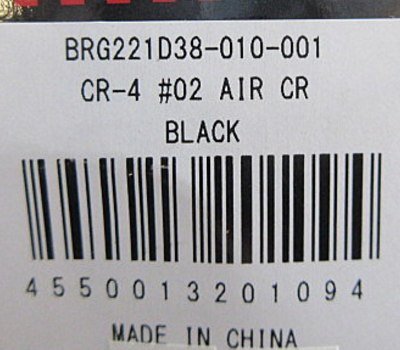 BRG221D38-010-001
CR-4 #02 AIR CR
BLACK
4550013201094
MADE IN CHINA